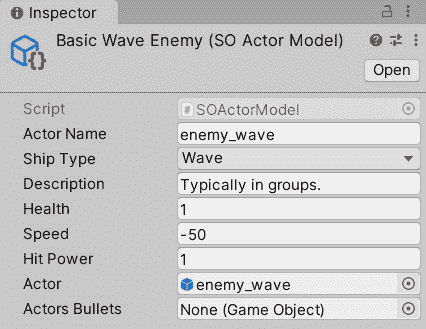 Inspector
Basic Wave Enemy (SO Actor Model)
Open
Script SOActorModel
Actor Name enemy_wave
Ship Type Wave
Description Typically in groups.
Health 1
Speed -50
Hit Power 1
Actor enemy_wave
Actors Bullets None (Game Object)